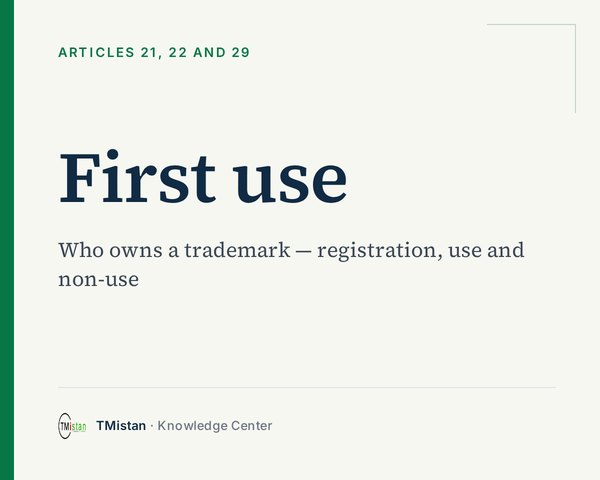 ARTICLES 21, 22 AND 29
First use
Who owns a trademark — registration, use and
non-use
TMistan TMistan · Knowledge Center